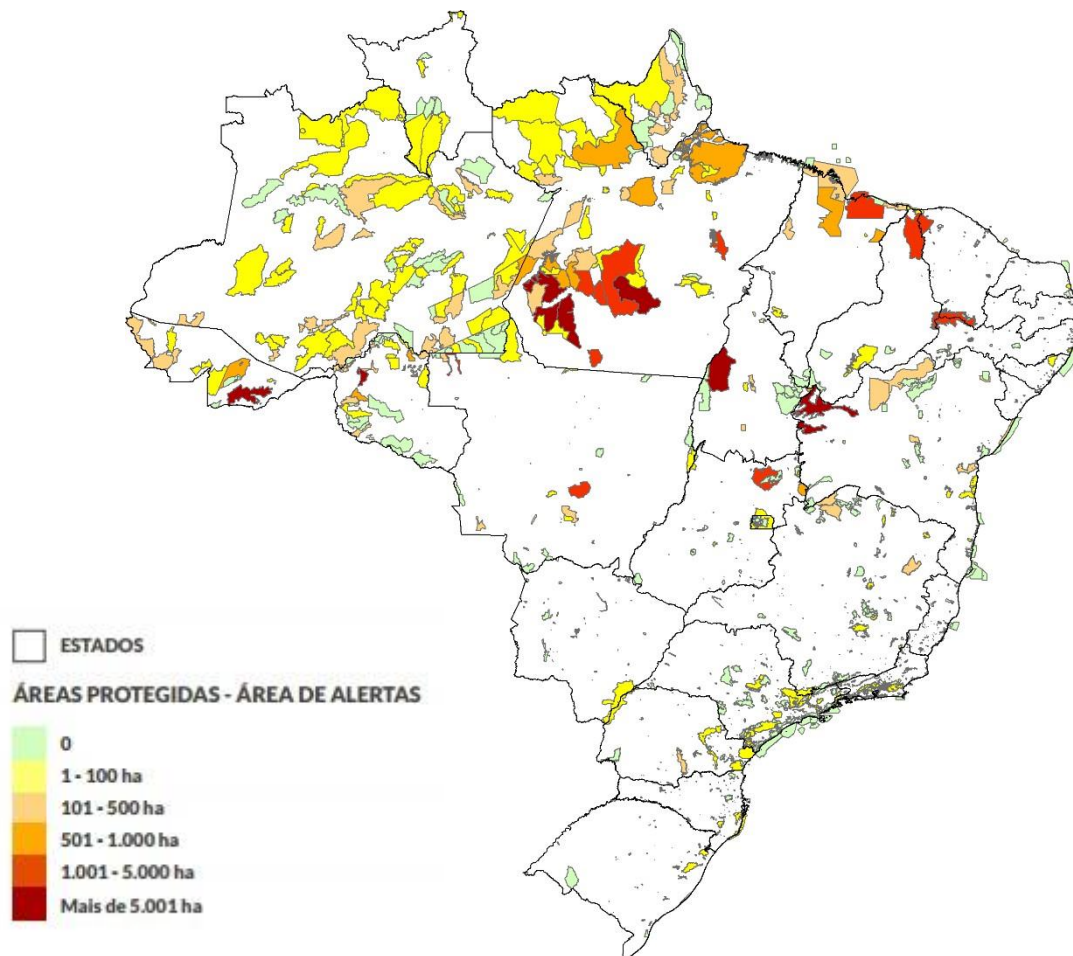 ESTADOS
ÁREAS PROTEGIDAS - ÁREA DE ALERTAS
0
1 - 100 ha
101 - 500 ha
501 - 1.000 ha
1.001 - 5.000 ha
Mais de 5.001 ha